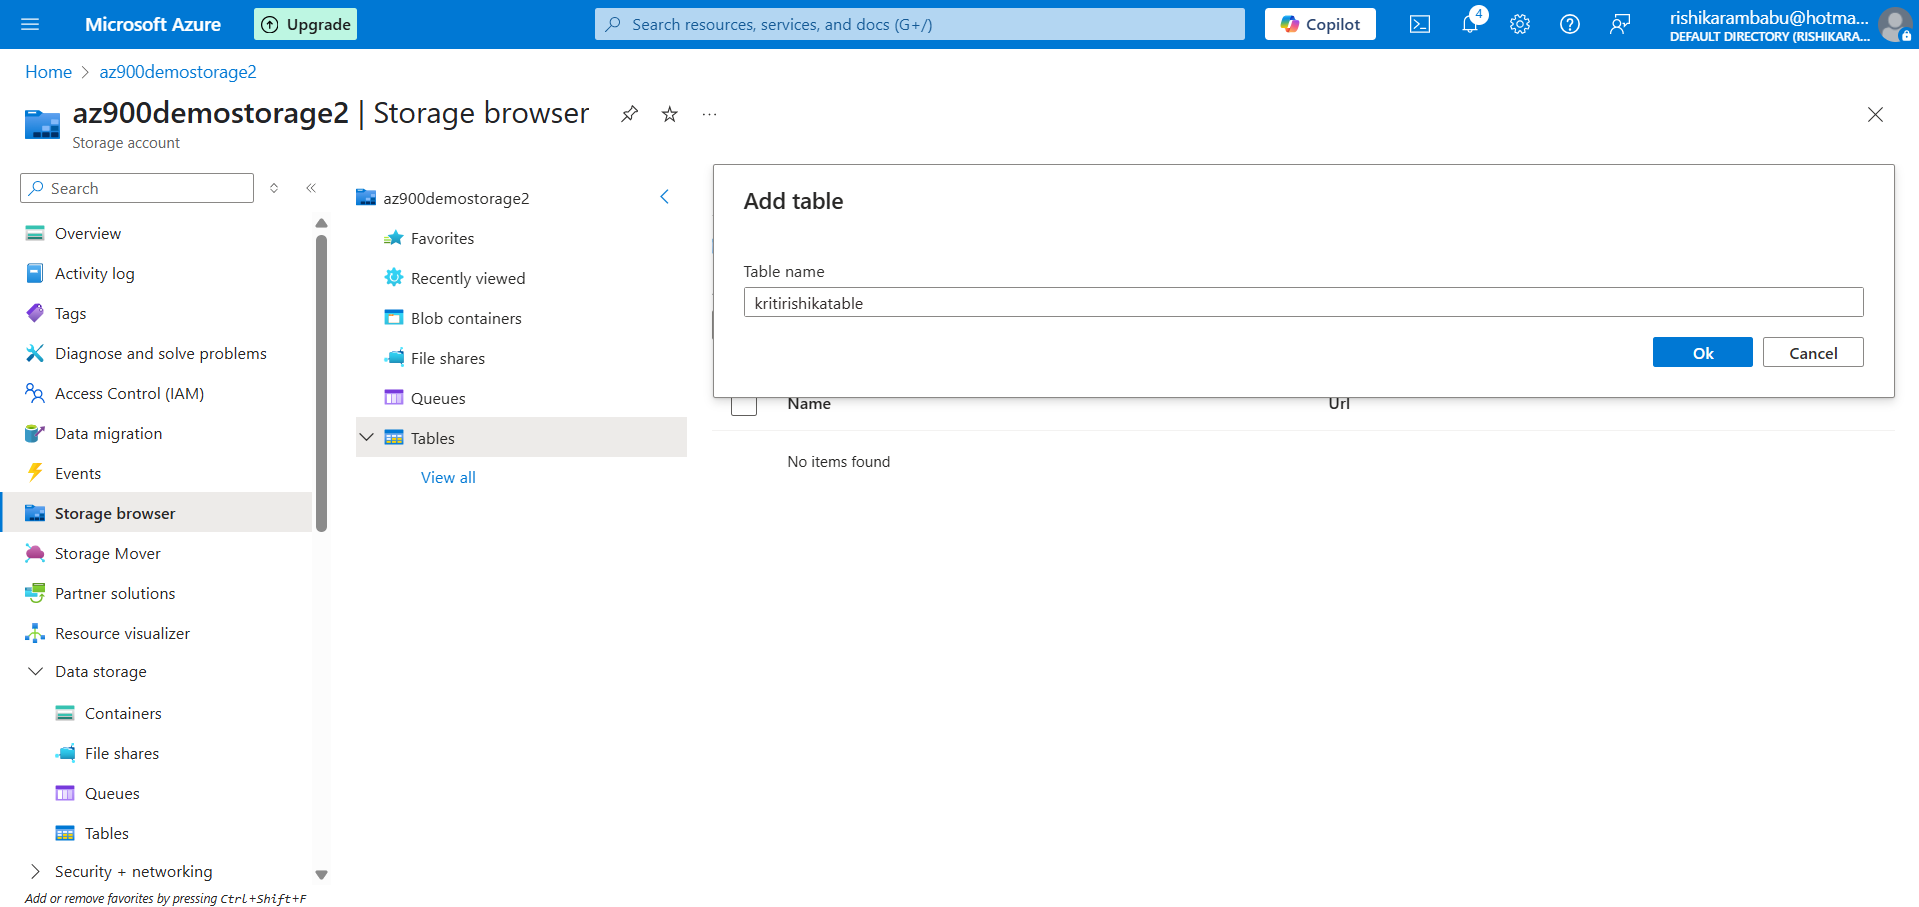 Microsoft Azure
Upgrade
Search resources, services, and docs (G+/)
Copilot
4
rishikarambabu@hotma...
DEFAULT DIRECTORY (RISHIKARA...
Home > az900demostorage2
az900demostorage2 | Storage browser
...
Storage account
Search
Overview
Activity log
Tags
Diagnose and solve problems
Access Control (IAM)
Data migration
Events
Storage browser
Storage Mover
Partner solutions
Resource visualizer
Data storage
Containers
File shares
Queues
Tables
Security + networking
Add or remove favorites by pressing Ctrl+Shift+F
az900demostorage2
Favorites
Recently viewed
Blob containers
File shares
Queues
Tables
View all
Add table
Table name
kritirishikatable
Ok
Cancel
Name
Url
No items found